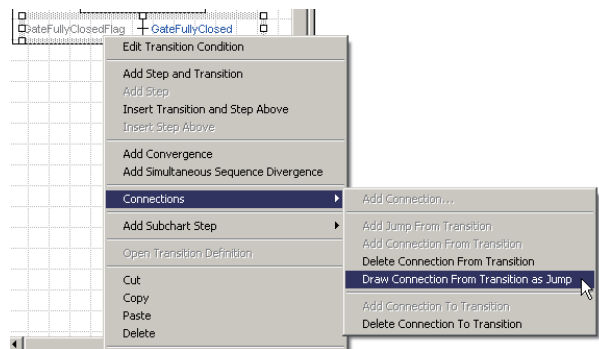 GateFullyClosedFlag GateFullyClosed
Edit Transition Condition
Add Step and Transition
Add Step
Insert Transition and Step Above
Insert Step Above
Add Convergence
Add Simultaneous Sequence Divergence
Connections
Add Subchart Step
Open Transition Definition
Cut
Copy
Paste
Delete
Add Connection...
Add Jump From Transition
Add Connection From Transition
Delete Connection From Transition
Draw Connection From Transition as Jump
Add Connection To Transition
Delete Connection To Transition